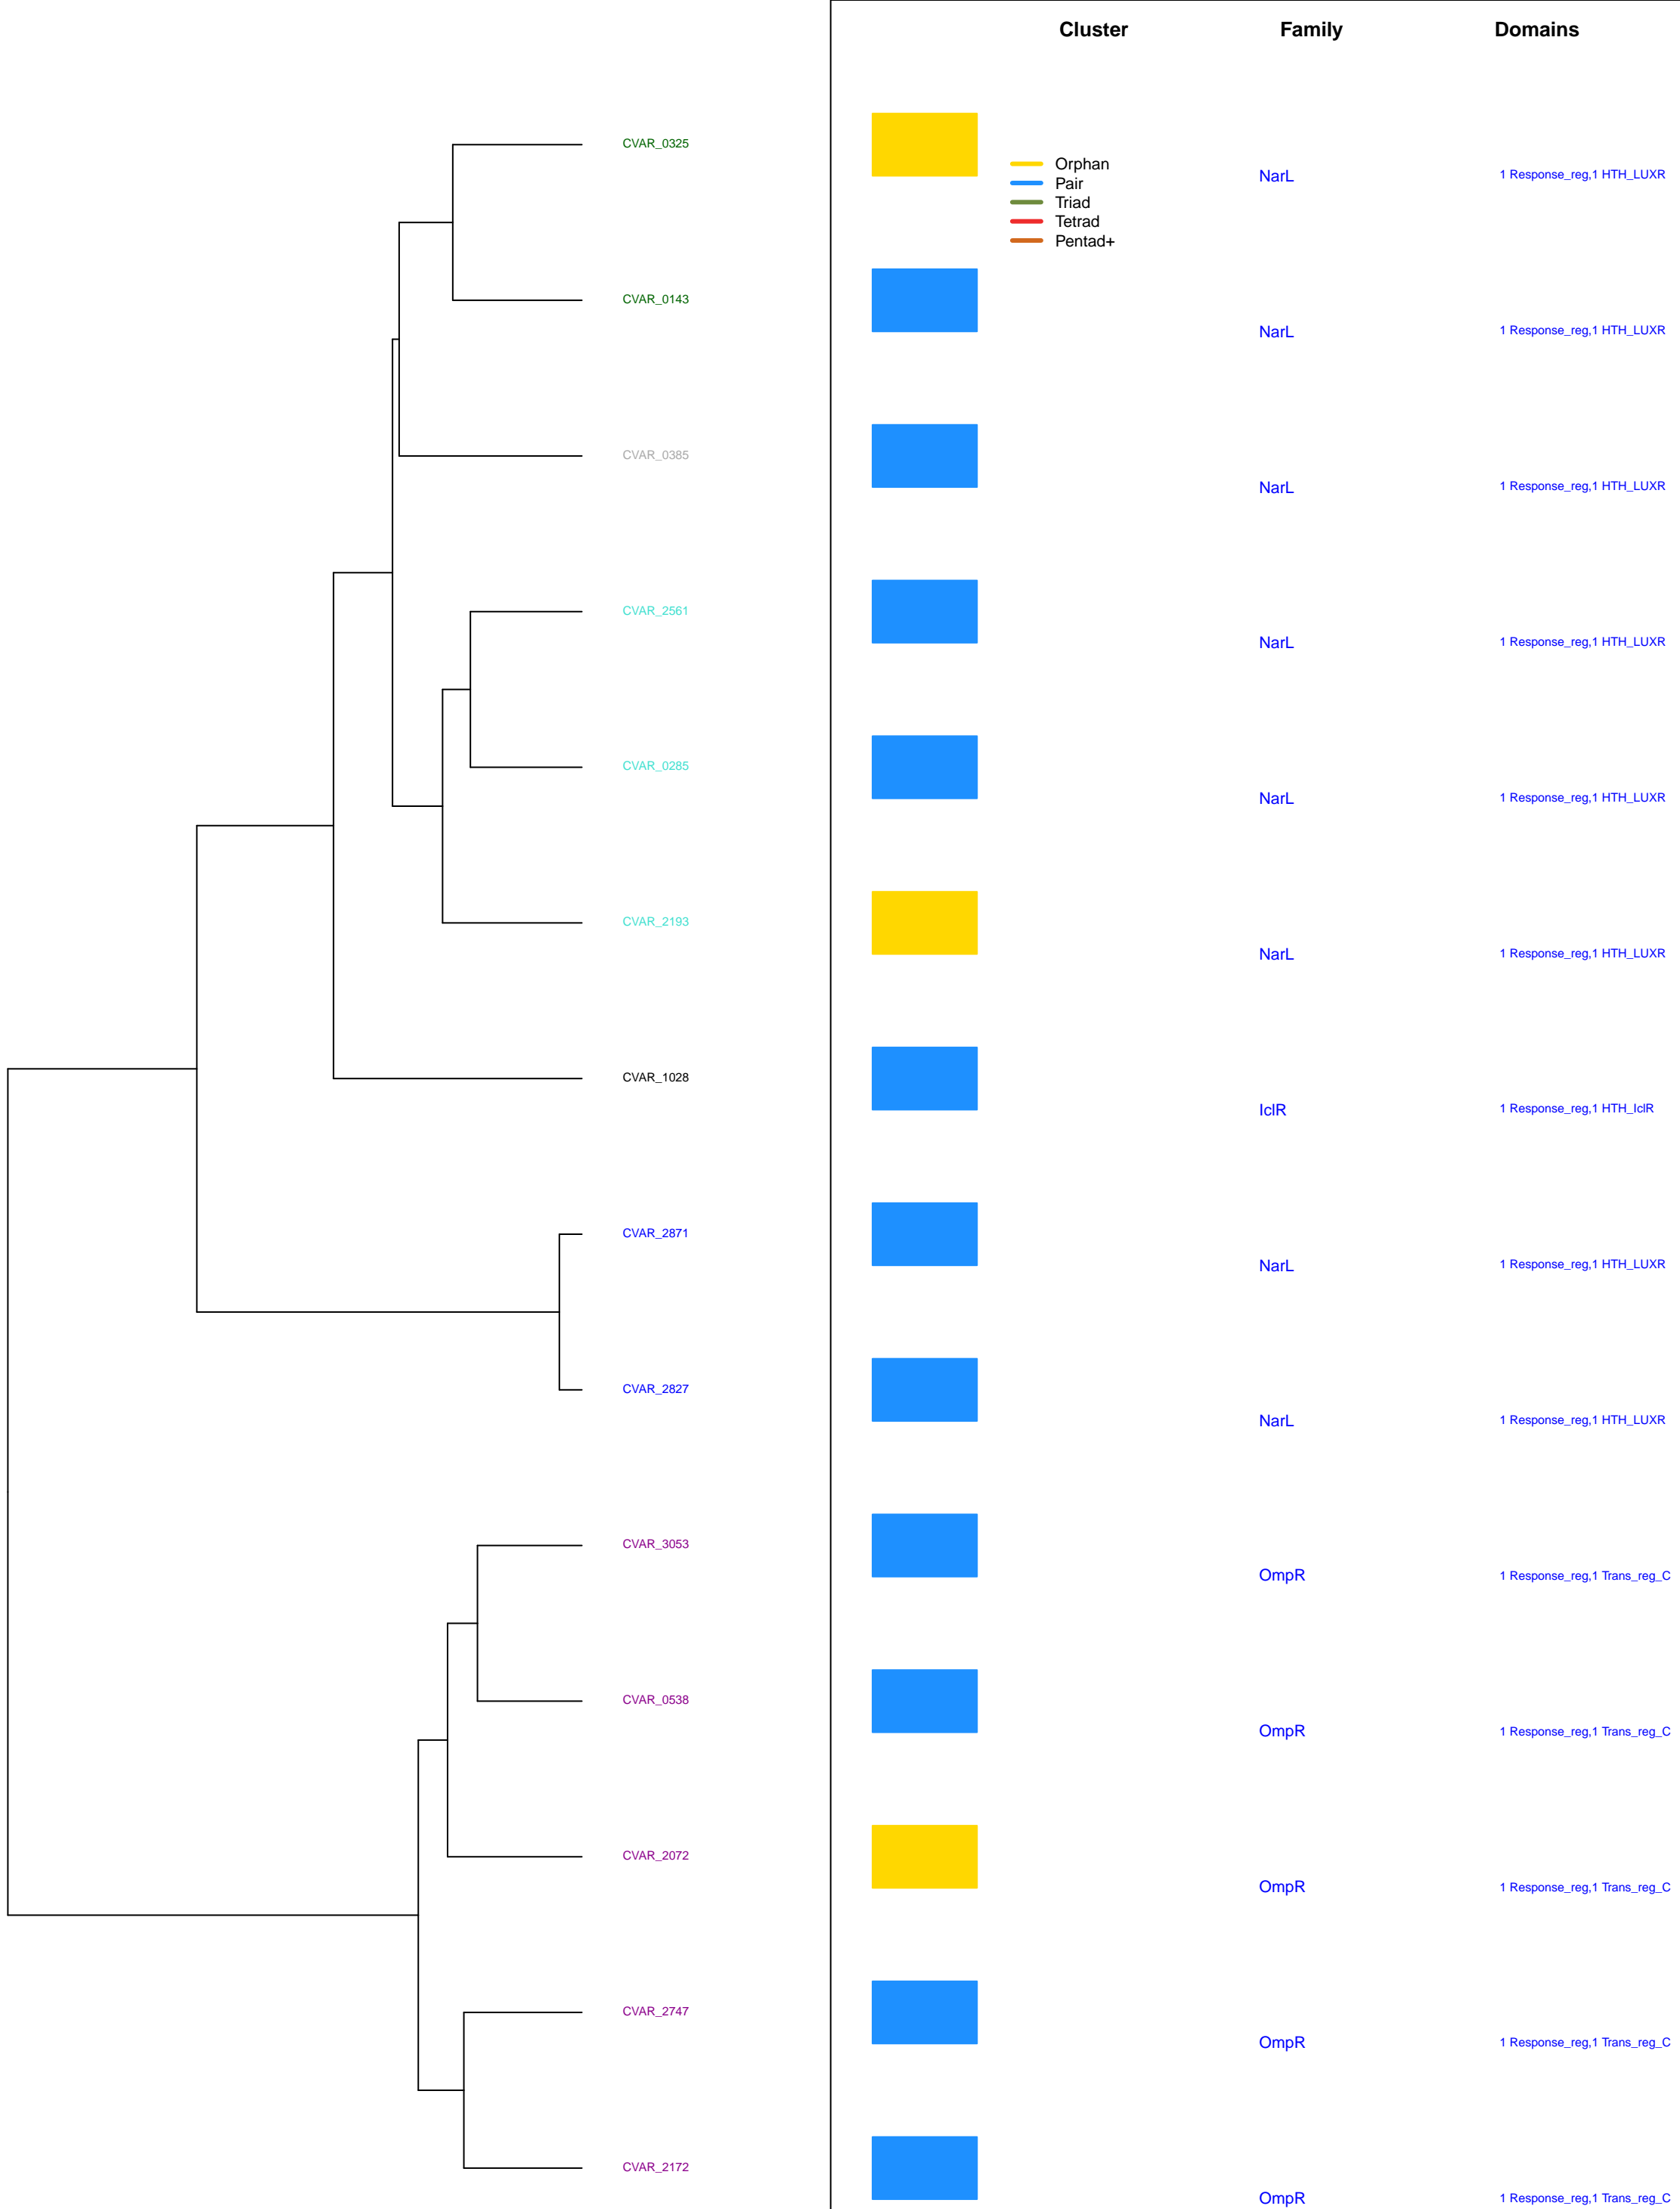 Cluster Family Domains
CVAR_0325
Orphan
Pair
Triad
Tetrad
Pentad+
NarL 1 Response_reg,1 HTH_LUXR
CVAR_0143
NarL 1 Response_reg,1 HTH_LUXR
CVAR_0385
NarL 1 Response_reg,1 HTH_LUXR
CVAR_2561
NarL 1 Response_reg,1 HTH_LUXR
CVAR_0285
NarL 1 Response_reg,1 HTH_LUXR
CVAR_2193
NarL 1 Response_reg,1 HTH_LUXR
CVAR_1028
IclR 1 Response_reg,1 HTH_IclR
CVAR_2871
NarL 1 Response_reg,1 HTH_LUXR
CVAR_2827
NarL 1 Response_reg,1 HTH_LUXR
CVAR_3053
OmpR 1 Response_reg,1 Trans_reg_C
CVAR_0538
OmpR 1 Response_reg,1 Trans_reg_C
CVAR_2072
OmpR 1 Response_reg,1 Trans_reg_C
CVAR_2747
OmpR 1 Response_reg,1 Trans_reg_C
CVAR_2172
OmpR 1 Response_reg,1 Trans_reg_C